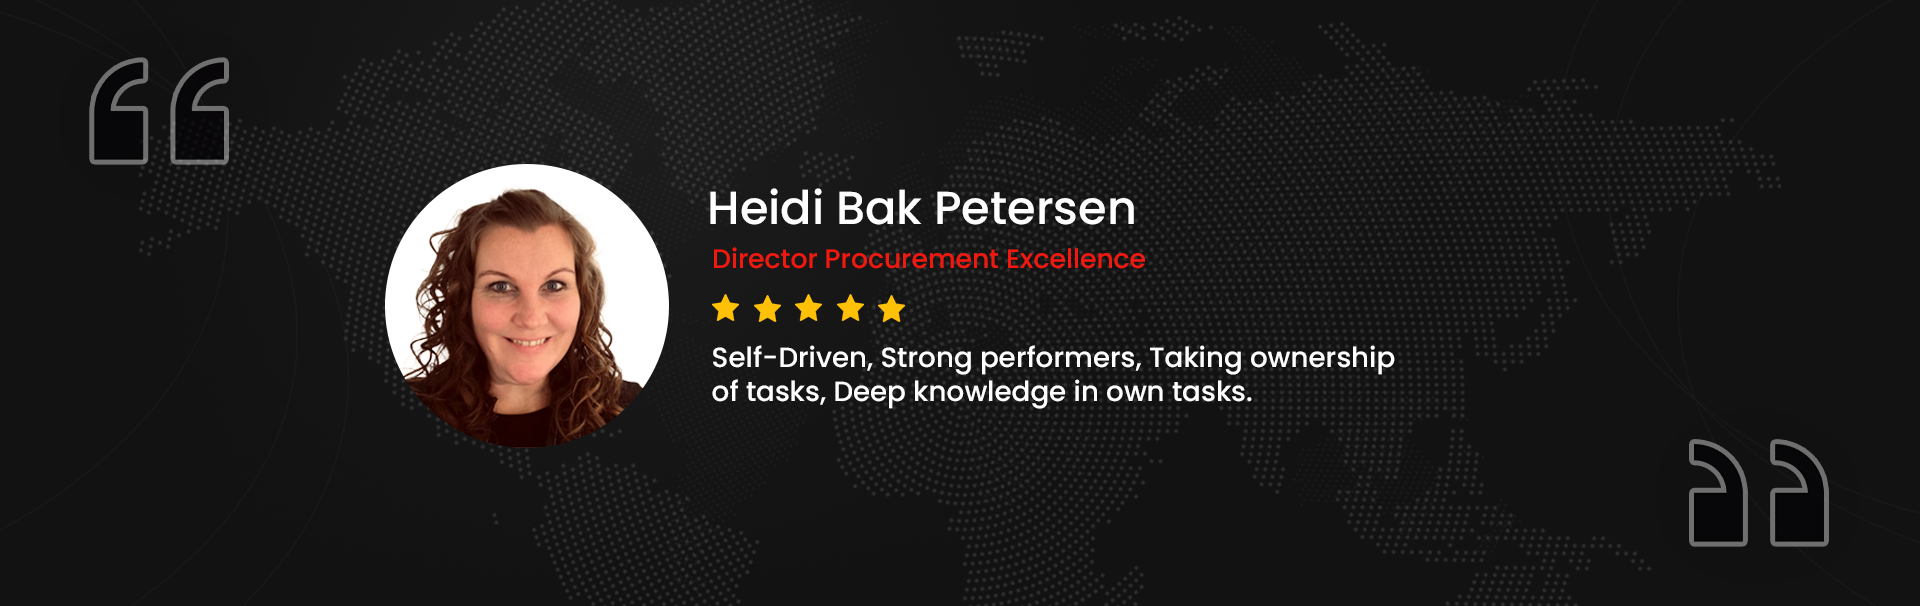 Heidi Bak Petersen
Director Procurement Excellence
Self-Driven, Strong performers, Taking ownership
of tasks, Deep knowledge in own tasks.